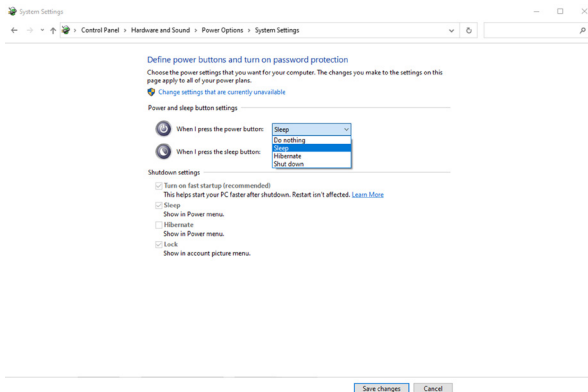 System Settings
Control Panel > Hardware and Sound > Power Options > System Settings
Define power buttons and turn on password protection
Choose the power settings that you want for your computer. The changes you make to the settings on this
page apply to all of your power plans.
Change settings that are currently unavailable
Power and sleep button settings
When I press the power button: Sleep
Do nothing
Sleep
When I press the sleep button:
Hibernate
Shut down
Shutdown settings
Turn on fast startup (recommended)
This helps start your PC faster after shutdown. Restart isn't affected. Learn More
Sleep
Show in Power menu.
Hibernate
Show in Power menu.
Lock
Show in account picture menu.
Save changes Cancel